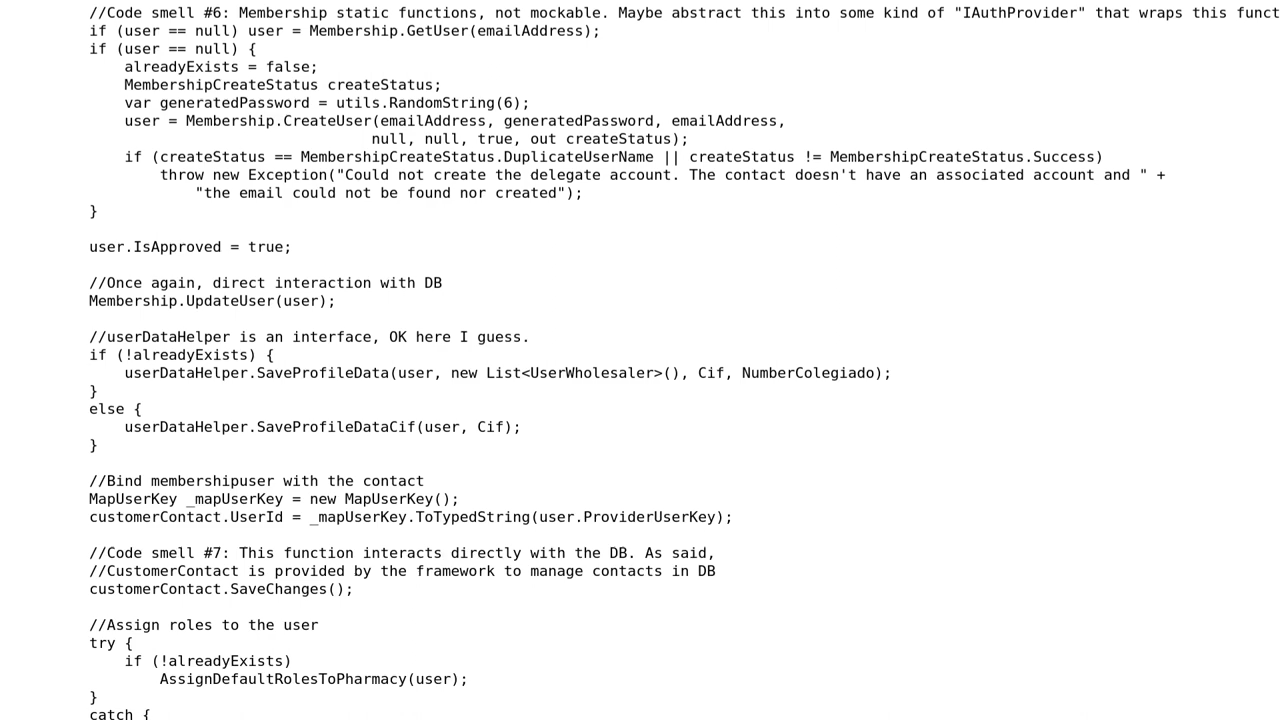 //Code smell #6: Membership static functions, not mockable. Maybe abstract this into some kind of "IAuthProvider" that wraps this funct
if (user == null) user = Membership.GetUser(emailAddress);
if (user == null) {
    alreadyExists = false;
    MembershipCreateStatus createStatus;
    var generatedPassword = utils.RandomString(6);
    user = Membership.CreateUser(emailAddress, generatedPassword, emailAddress,
                                null, null, true, out createStatus);
    if (createStatus == MembershipCreateStatus.DuplicateUserName || createStatus != MembershipCreateStatus.Success)
        throw new Exception("Could not create the delegate account. The contact doesn't have an associated account and " +
            "the email could not be found nor created");
}

user.IsApproved = true;

//Once again, direct interaction with DB
Membership.UpdateUser(user);

//userDataHelper is an interface, OK here I guess.
if (!alreadyExists) {
    userDataHelper.SaveProfileData(user, new List<UserWholesaler>(), Cif, NumberColegiado);
}
else {
    userDataHelper.SaveProfileDataCif(user, Cif);
}

//Bind membershipuser with the contact
MapUserKey _mapUserKey = new MapUserKey();
customerContact.UserId = _mapUserKey.ToTypedString(user.ProviderUserKey);

//Code smell #7: This function interacts directly with the DB. As said,
//CustomerContact is provided by the framework to manage contacts in DB
customerContact.SaveChanges();

//Assign roles to the user
try {
    if (!alreadyExists)
        AssignDefaultRolesToPharmacy(user);
}
catch {